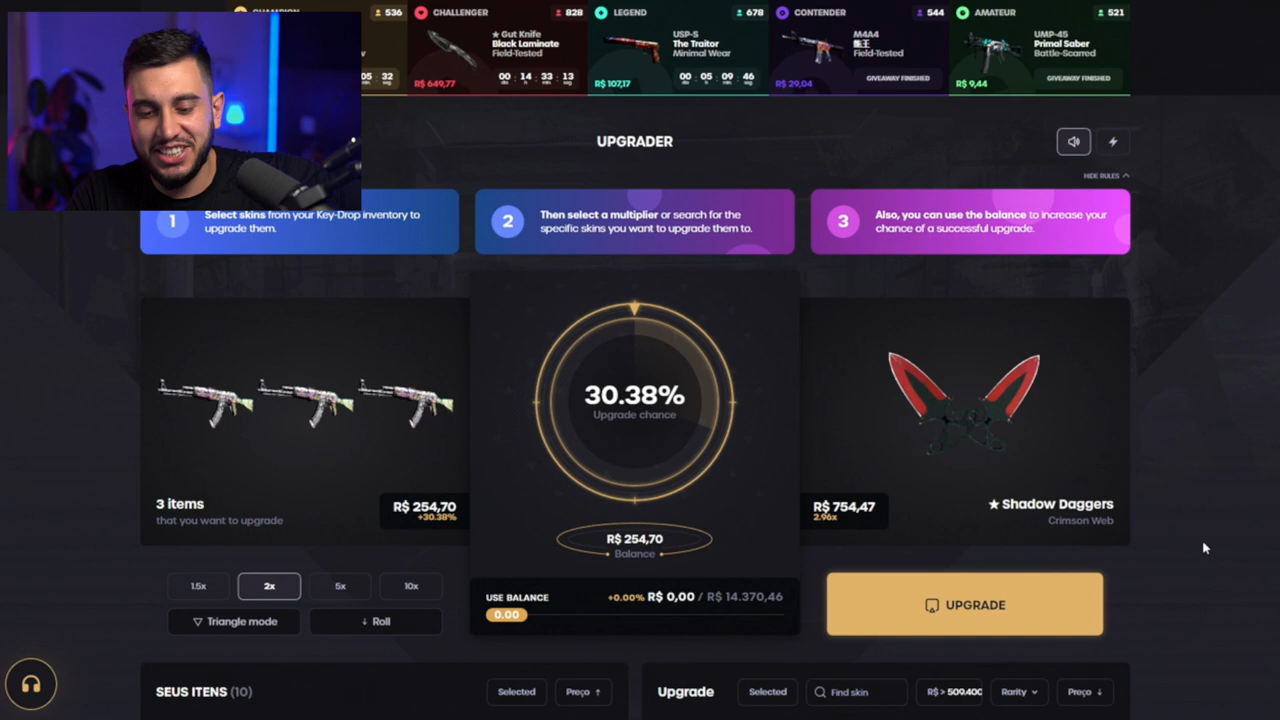 CHAMPION
536
CHALLENGER
828
LEGEND
678
CONTENDER
544
AMATEUR
521
05 : 32
★ Gut Knife
Black Laminate
Field-Tested
R$ 649,77
00 : 14 : 33 : 13
USP-S
The Traitor
Minimal Wear
R$ 107,17
00 : 05 : 09 : 46
M4A4
龍王
Field-Tested
R$ 29,04
GIVEAWAY FINISHED
UMP-45
Primal Saber
Battle-Scarred
R$ 9,44
GIVEAWAY FINISHED
UPGRADER
HIDE RULES
1
Select skins from your Key-Drop inventory to
upgrade them.
2
Then select a multiplier or search for the
specific skins you want to upgrade them to.
3
Also, you can use the balance to increase your
chance of a successful upgrade.
30.38%
Upgrade chance
3 items
that you want to upgrade
R$ 254,70
+30.38%
R$ 754,47
2.96x
★ Shadow Daggers
Crimson Web
R$ 254,70
Balance
1.5x
2x
5x
10x
Triangle mode
Roll
USE BALANCE
+0.00% R$ 0,00 / R$ 14.370,46
0.00
UPGRADE
SEUS ITENS (10)
Selected
Preço ↑
Upgrade
Selected
Find skin
R$ > 509.400
Rarity
Preço ↓